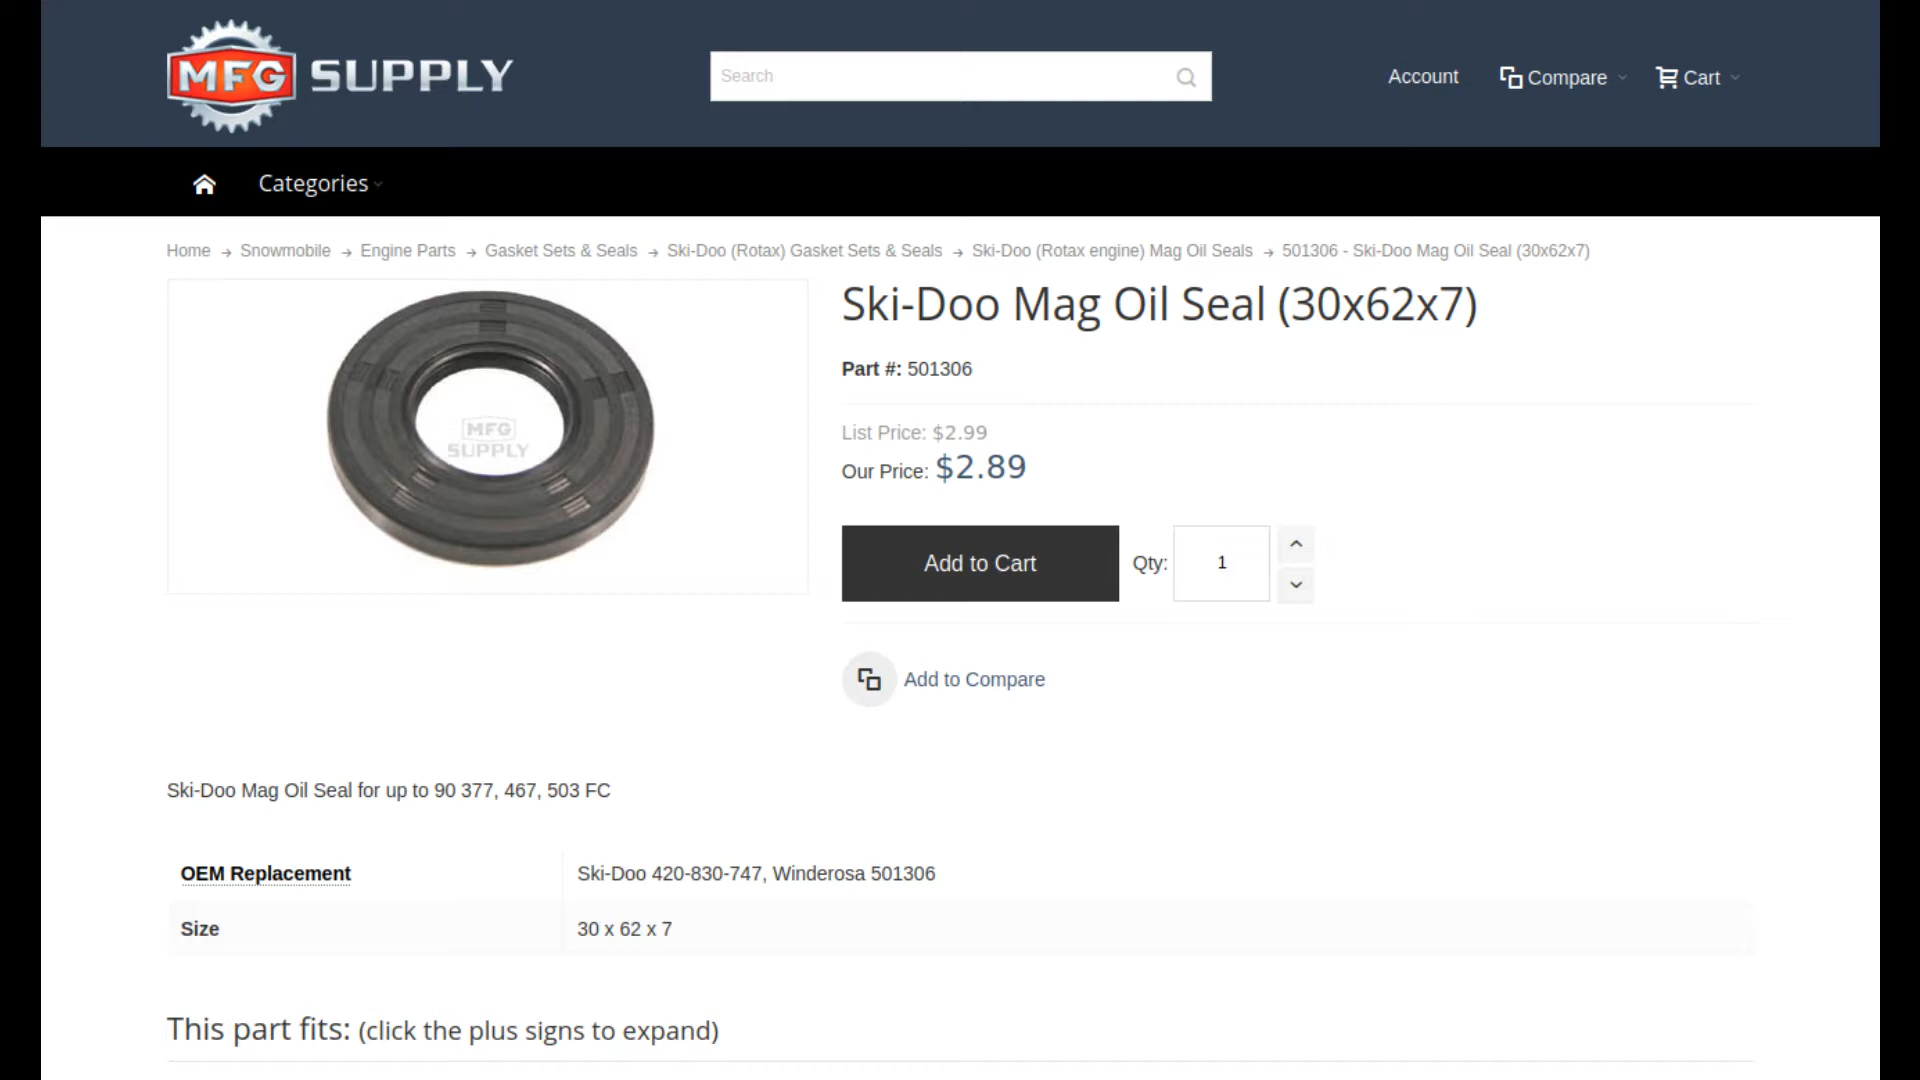 MFG SUPPLY
Search
Account
Compare
Cart
Categories
Home → Snowmobile → Engine Parts → Gasket Sets & Seals → Ski-Doo (Rotax) Gasket Sets & Seals → Ski-Doo (Rotax engine) Mag Oil Seals → 501306 - Ski-Doo Mag Oil Seal (30x62x7)
MFG
SUPPLY
Ski-Doo Mag Oil Seal (30x62x7)
Part #: 501306
List Price: $2.99
Our Price: $2.89
Add to Cart
Qty: 1
Add to Compare
Ski-Doo Mag Oil Seal for up to 90 377, 467, 503 FC
OEM Replacement Ski-Doo 420-830-747, Winderosa 501306
Size 30 x 62 x 7
This part fits: (click the plus signs to expand)